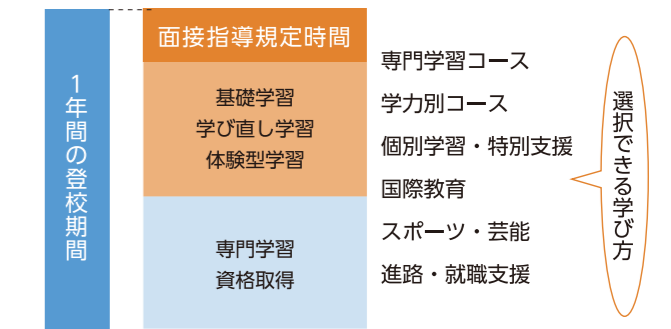 1年間の登校期間
面接指導規定時間
基礎学習
学び直し学習
体験型学習
専門学習
資格取得
専門学習コース
学力別コース
個別学習・特別支援
国際教育
スポーツ・芸能
進路・就職支援
選択できる学び方